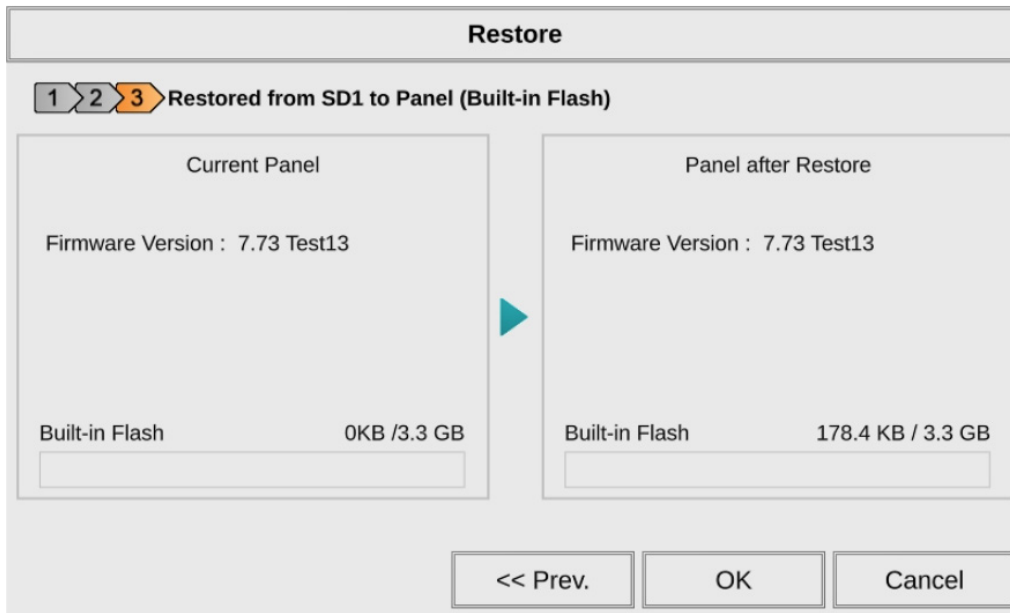 Restore
1 2 3 Restored from SD1 to Panel (Built-in Flash)
Current Panel
Firmware Version : 7.73 Test13
Built-in Flash 0KB /3.3 GB
Panel after Restore
Firmware Version : 7.73 Test13
Built-in Flash 178.4 KB / 3.3 GB
<< Prev. OK Cancel